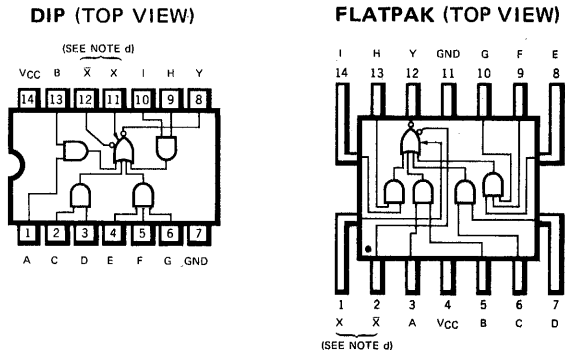 DIP (TOP VIEW)
(SEE NOTE d)
VCC B X̅ X I H Y
14 13 12 11 10 9 8
1 2 3 4 5 6 7
A C D E F G GND
FLATPAK (TOP VIEW)
I H Y GND G F E
14 13 12 11 10 9 8
1 2 3 4 5 6 7
X X̅ A VCC B C D
(SEE NOTE d)